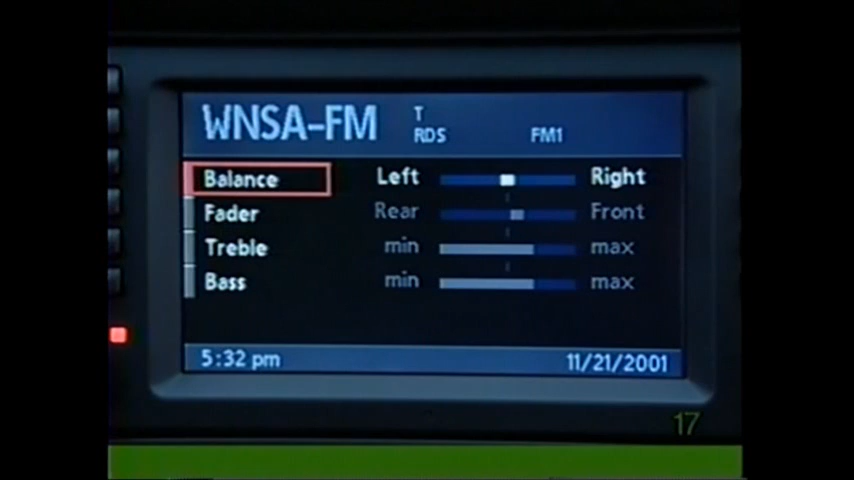 WNSA-FM T
RDS FM1
Balance Left Right
Fader Rear Front
Treble min max
Bass min max
5:32 pm 11/21/2001
17